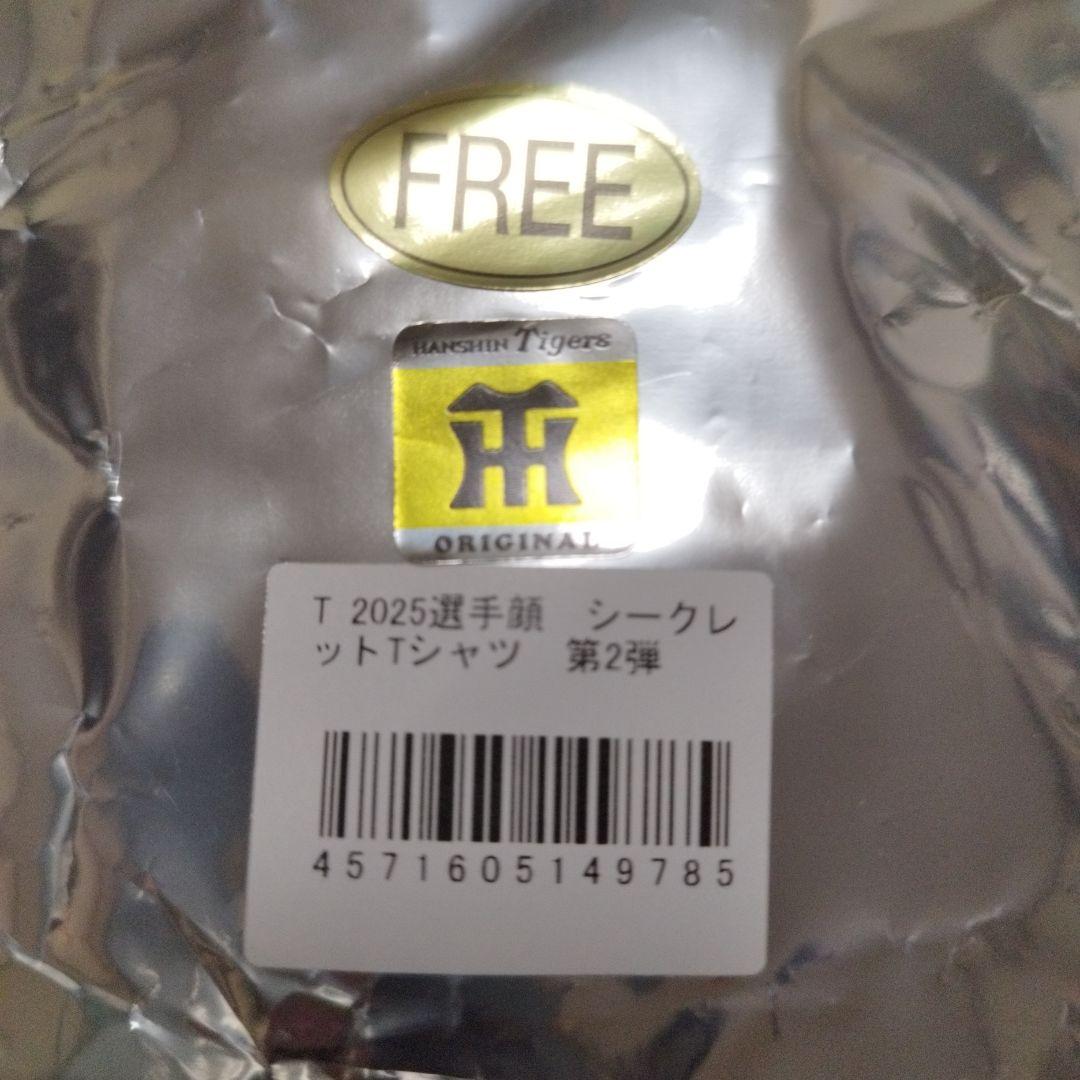 FREE
HANSHIN Tigers
ORIGINAL
T 2025選手顔　シークレ
ットTシャツ　第2弾
4571605149785